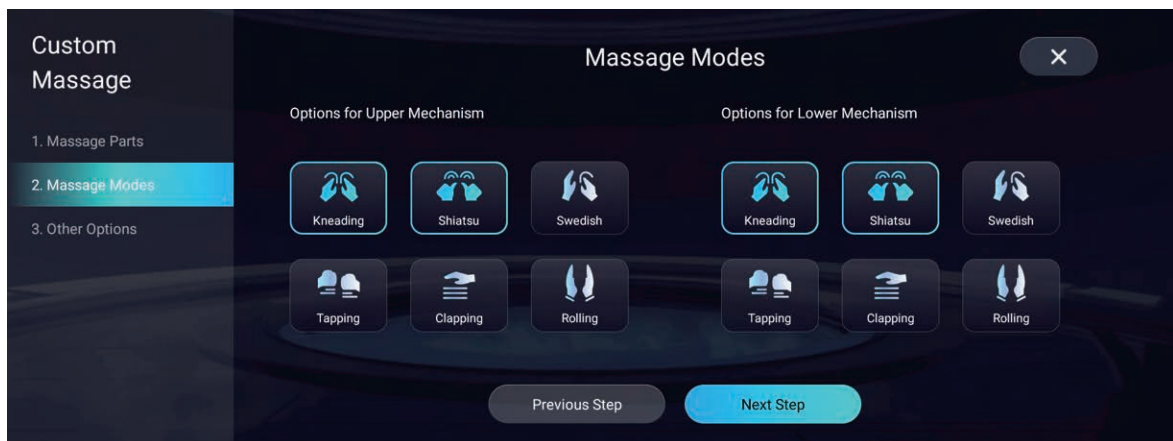 Custom
Massage
1. Massage Parts
2. Massage Modes
3. Other Options
Massage Modes
Options for Upper Mechanism
Kneading
Shiatsu
Swedish
Tapping
Clapping
Rolling
Options for Lower Mechanism
Kneading
Shiatsu
Swedish
Tapping
Clapping
Rolling
Previous Step
Next Step